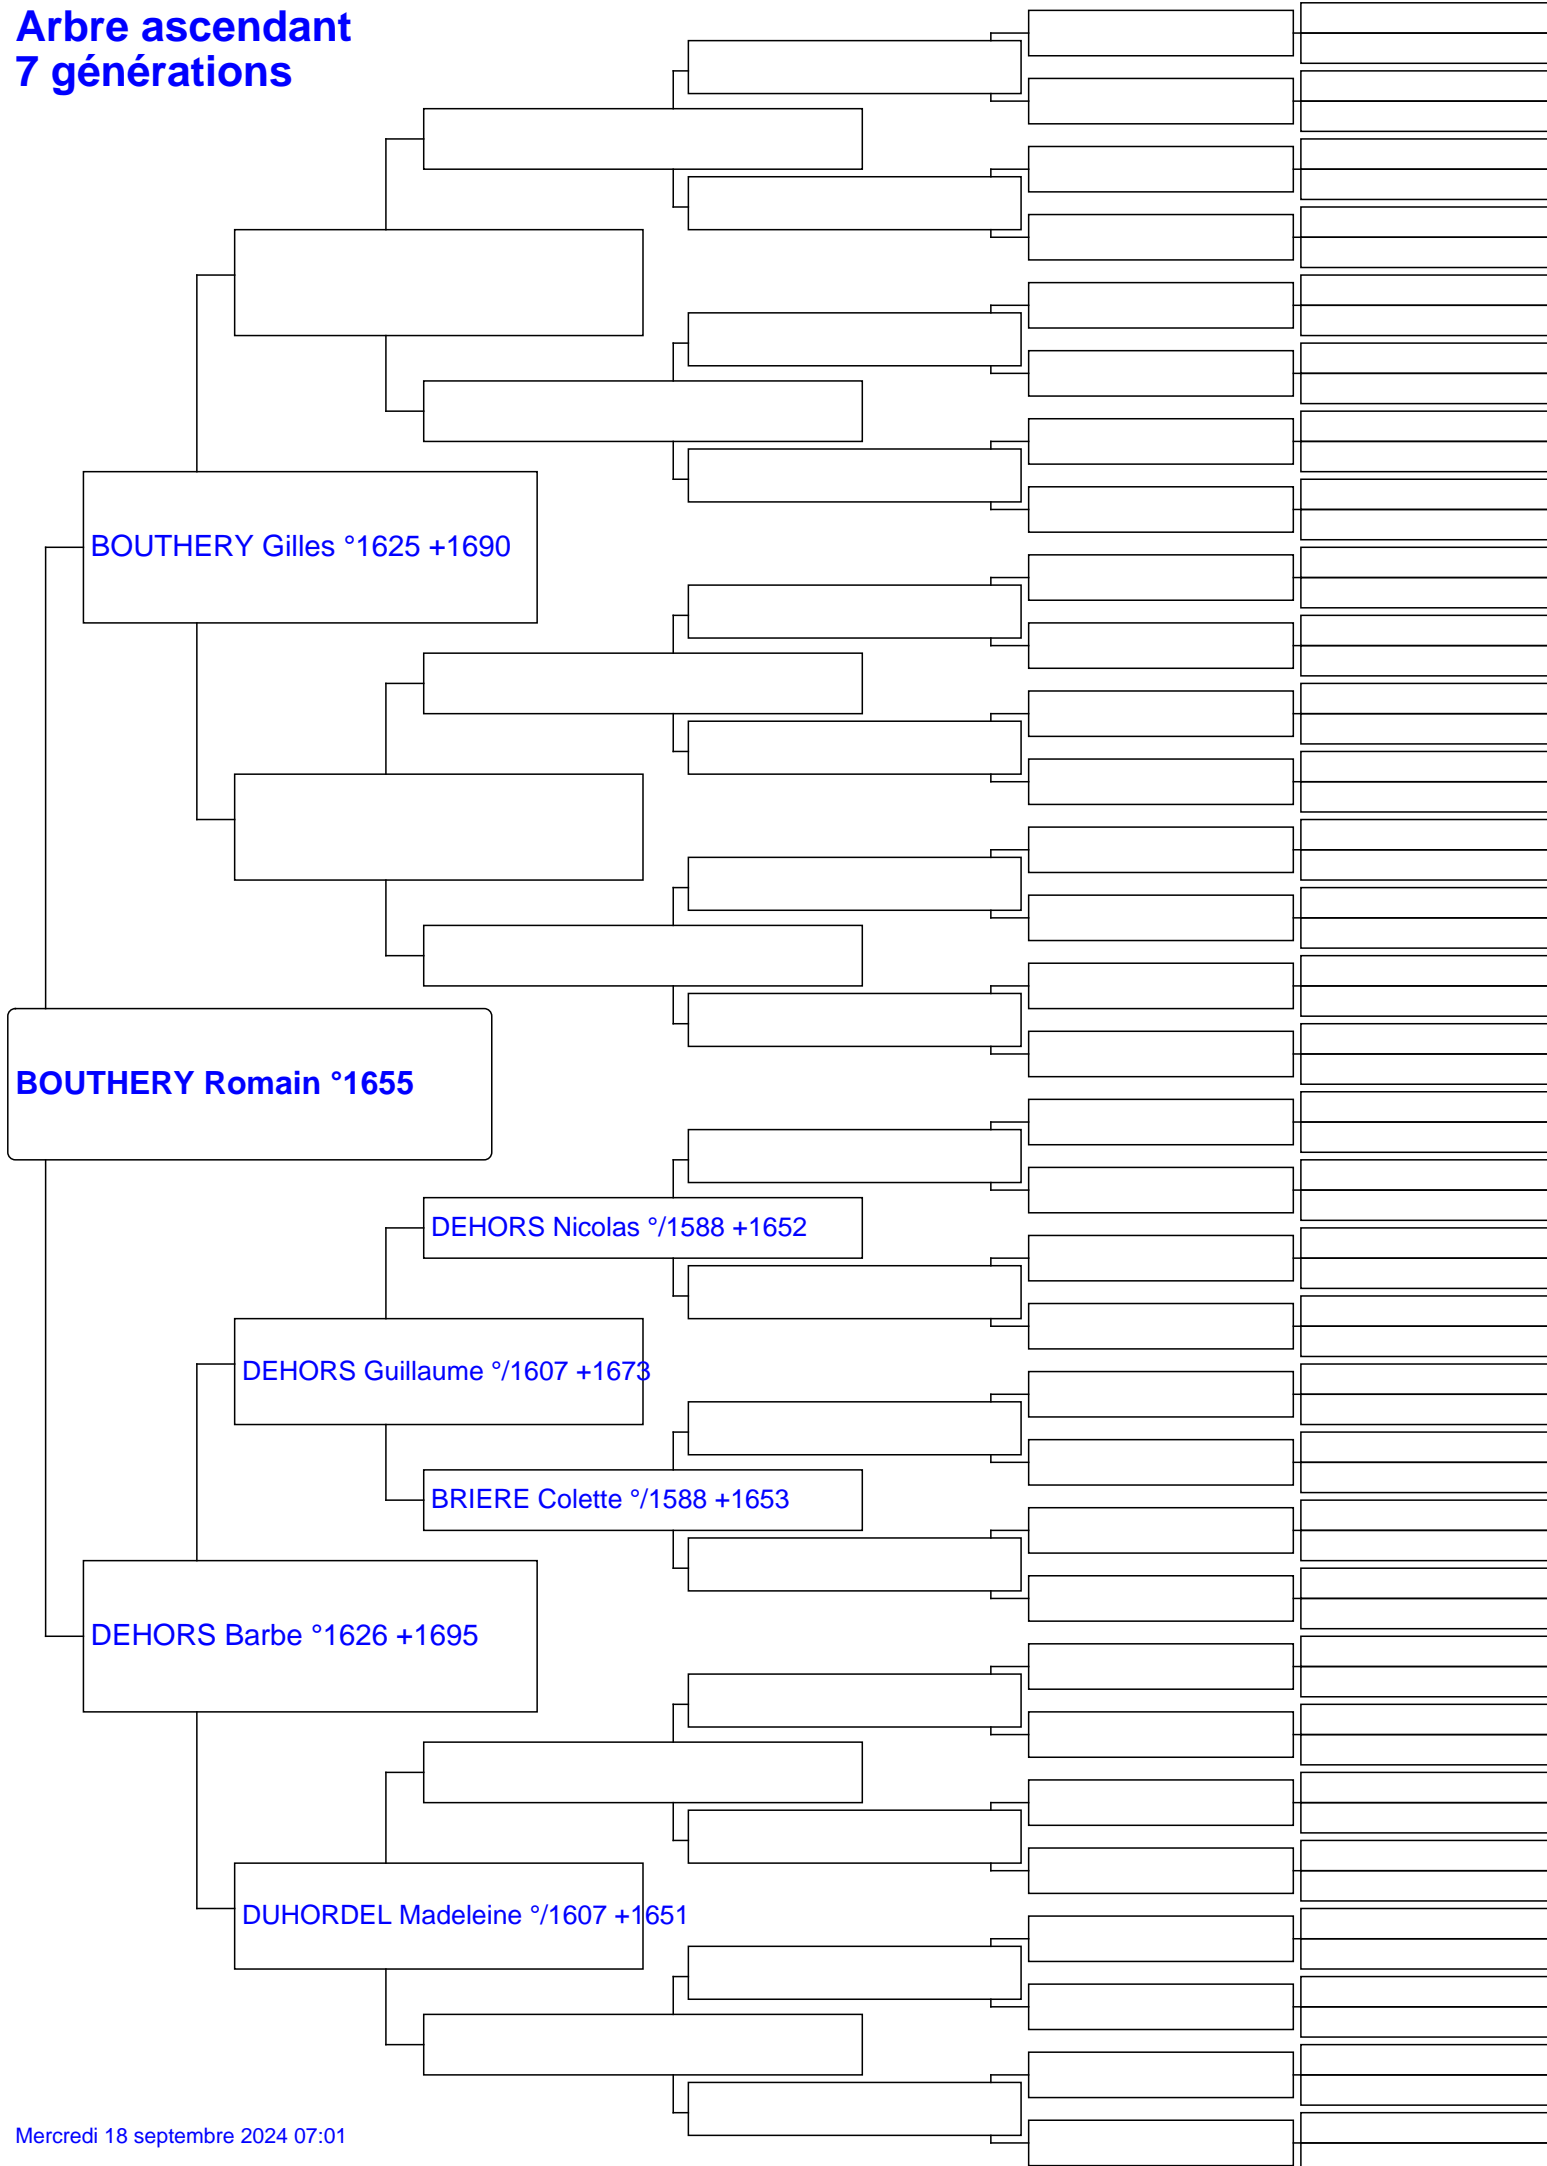 Arbre ascendant
7 générations
BOUTHERY Gilles °1625 +1690
BOUTHERY Romain °1655
DEHORS Nicolas °/1588 +1652
DEHORS Guillaume °/1607 +1673
BRIERE Colette °/1588 +1653
DEHORS Barbe °1626 +1695
DUHORDEL Madeleine °/1607 +1651
Mercredi 18 septembre 2024 07:01